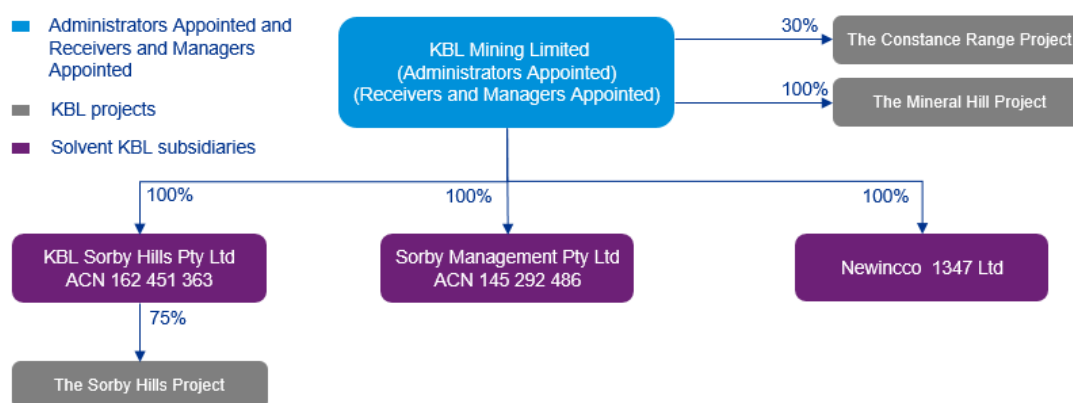 Administrators Appointed and
Receivers and Managers
Appointed
KBL projects
Solvent KBL subsidiaries
KBL Mining Limited
(Administrators Appointed)
(Receivers and Managers Appointed)
30%
The Constance Range Project
100%
The Mineral Hill Project
100%
100%
100%
KBL Sorby Hills Pty Ltd
ACN 162 451 363
Sorby Management Pty Ltd
ACN 145 292 486
Newincco 1347 Ltd
75%
The Sorby Hills Project